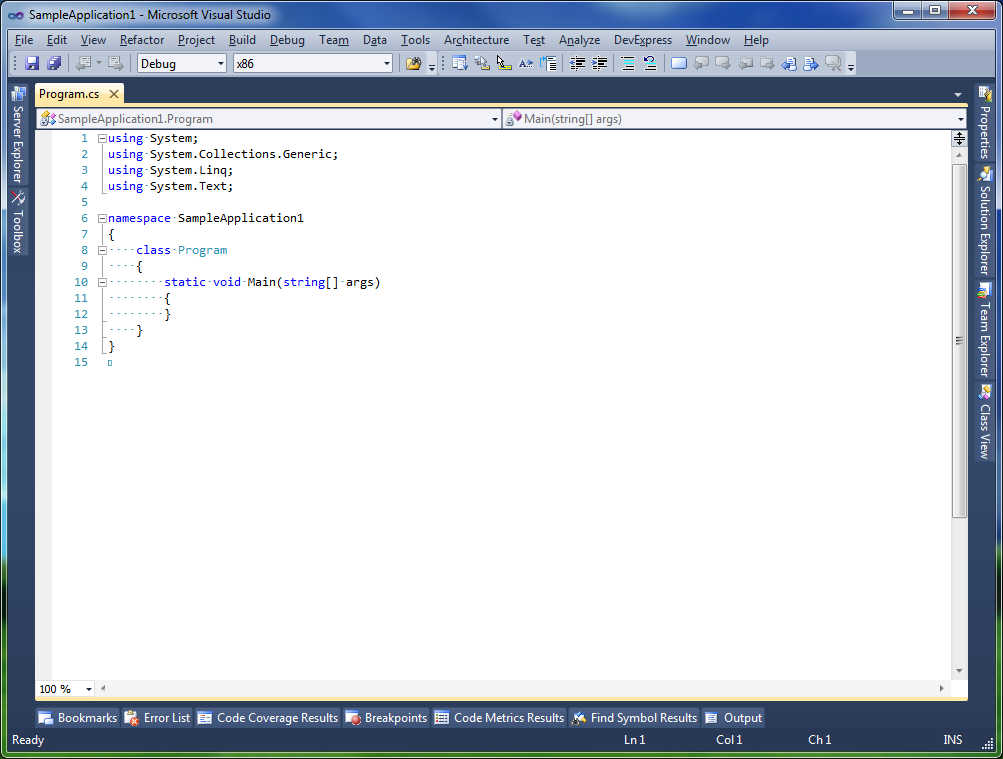 SampleApplication1 - Microsoft Visual Studio
File Edit View Refactor Project Build Debug Team Data Tools Architecture Test Analyze DevExpress Window Help
Debug x86
Program.cs
SampleApplication1.Program Main(string[] args)
Server Explorer
Toolbox
1 using System;
2 using System.Collections.Generic;
3 using System.Linq;
4 using System.Text;
5
6 namespace SampleApplication1
7 {
8 ····class Program
9 ····{
10 ········static void Main(string[] args)
11 ········{
12 ········}
13 ····}
14 }
15
Properties
Solution Explorer
Team Explorer
Class View
100 %
Bookmarks Error List Code Coverage Results Breakpoints Code Metrics Results Find Symbol Results Output
Ready Ln 1 Col 1 Ch 1 INS